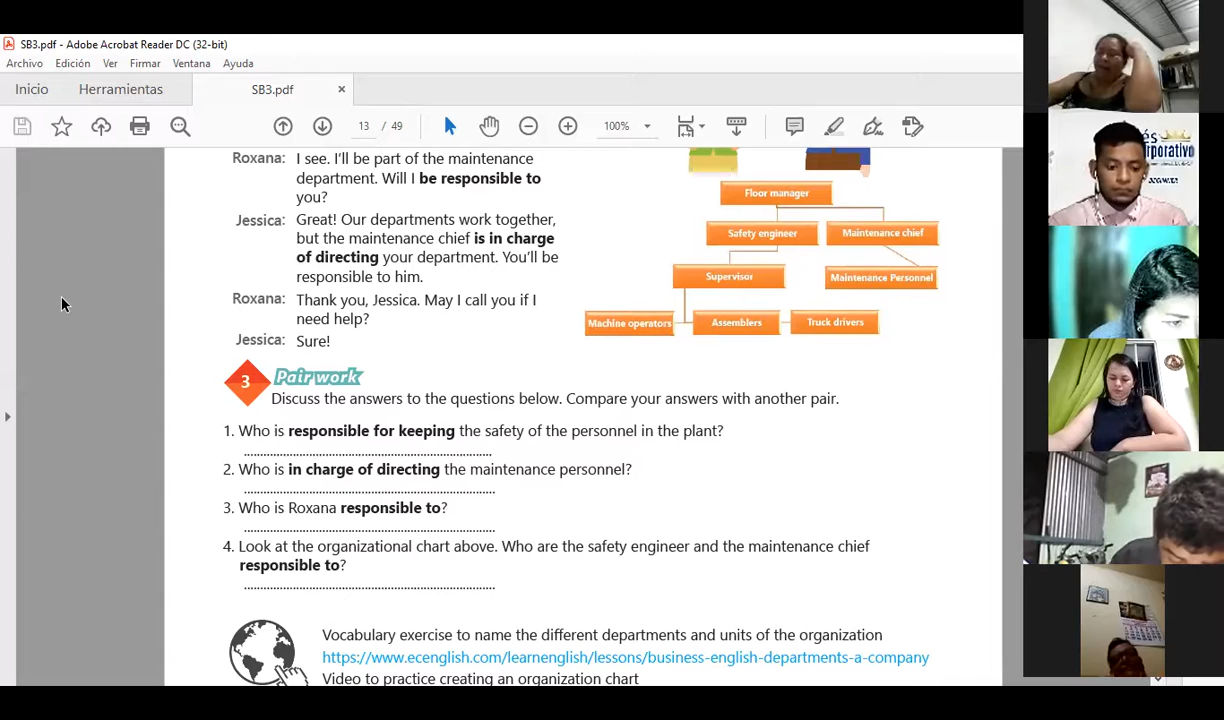 SB3.pdf - Adobe Acrobat Reader DC (32-bit)
Archivo Edición Ver Firmar Ventana Ayuda
Inicio Herramientas SB3.pdf ×
13 / 49 100%
Roxana: I see. I'll be part of the maintenance
department. Will I be responsible to
you?
Jessica: Great! Our departments work together,
but the maintenance chief is in charge
of directing your department. You'll be
responsible to him.
Roxana: Thank you, Jessica. May I call you if I
need help?
Jessica: Sure!
Floor manager
Safety engineer Maintenance chief
Supervisor Maintenance Personnel
Machine operators Assemblers Truck drivers
3 Pair work
Discuss the answers to the questions below. Compare your answers with another pair.
1. Who is responsible for keeping the safety of the personnel in the plant?
2. Who is in charge of directing the maintenance personnel?
3. Who is Roxana responsible to?
4. Look at the organizational chart above. Who are the safety engineer and the maintenance chief
responsible to?
Vocabulary exercise to name the different departments and units of the organization
https://www.ecenglish.com/learnenglish/lessons/business-english-departments-a-company
Video to practice creating an organization chart